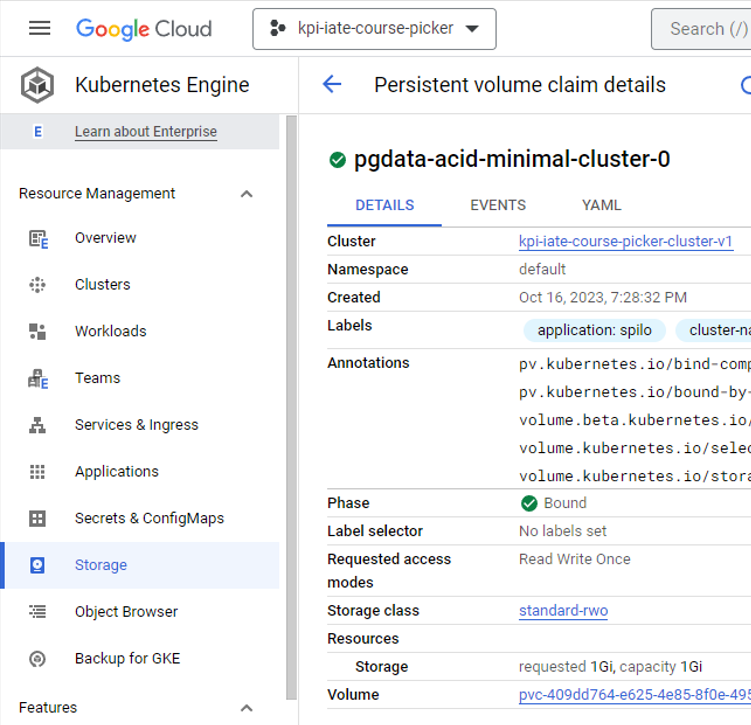 Google Cloud
kpi-iate-course-picker
Search (/)
Kubernetes Engine
Persistent volume claim details
E Learn about Enterprise
Resource Management
Overview
Clusters
Workloads
Teams
Services & Ingress
Applications
Secrets & ConfigMaps
Storage
Object Browser
Backup for GKE
Features
pgdata-acid-minimal-cluster-0
DETAILS EVENTS YAML
Cluster kpi-iate-course-picker-cluster-v1
Namespace default
Created Oct 16, 2023, 7:28:32 PM
Labels application: spilo cluster-na
Annotations pv.kubernetes.io/bind-comp
pv.kubernetes.io/bound-by-
volume.beta.kubernetes.io/
volume.kubernetes.io/selec
volume.kubernetes.io/stora
Phase Bound
Label selector No labels set
Requested access Read Write Once
modes
Storage class standard-rwo
Resources
Storage requested 1Gi, capacity 1Gi
Volume pvc-409dd764-e625-4e85-8f0e-495